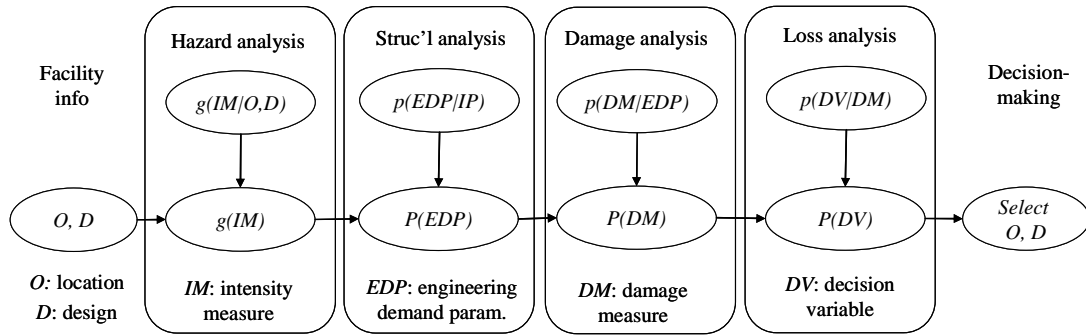 Facility
info
O, D
O: location
D: design
Hazard analysis
g(IM/O,D)
g(IM)
IM: intensity
measure
Struc'l analysis
p(EDP/IP)
P(EDP)
EDP: engineering
demand param.
Damage analysis
p(DM/EDP)
P(DM)
DM: damage
measure
Loss analysis
p(DV/DM)
P(DV)
DV: decision
variable
Decision-
making
Select
O, D